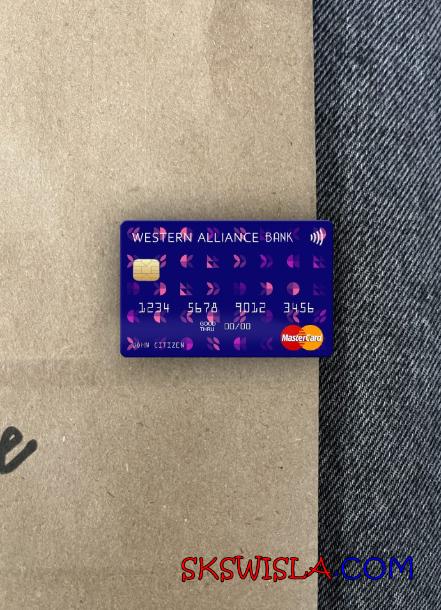 WESTERN ALLIANCE BANK
1234 5678 9012 3456
GOOD
THRU 00/00
MasterCard
JOHN CITIZEN
e
SKSWISLA.COM